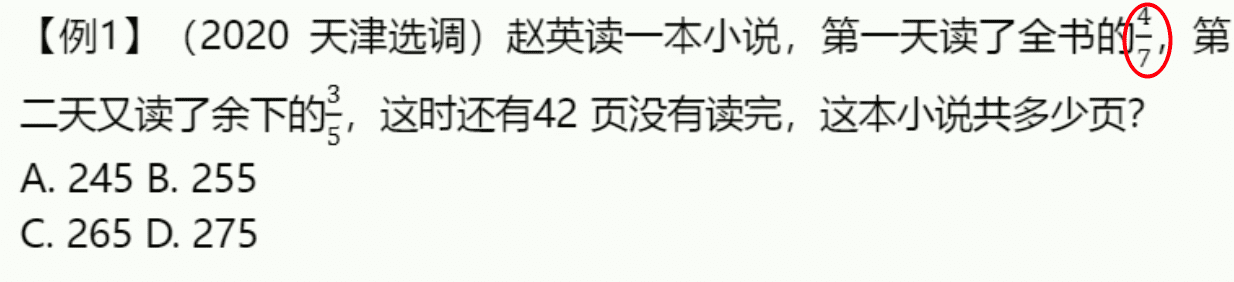 【例1】（2020 天津选调）赵英读一本小说，第一天读了全书的4/7，第
二天又读了余下的3/5，这时还有42 页没有读完，这本小说共多少页？
A. 245 B. 255
C. 265 D. 275